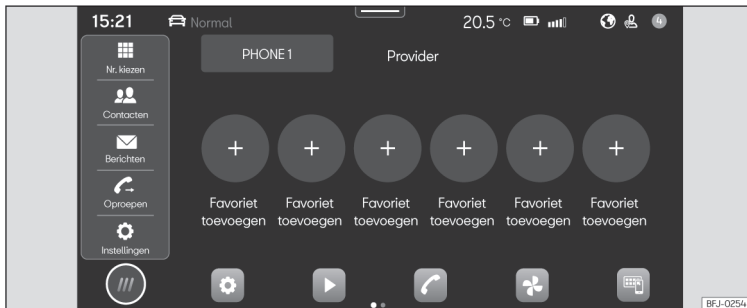 15:21
Normal
20.5 °C
4
Nr. kiezen
PHONE 1
Provider
Contacten
Berichten
Oproepen
Instellingen
Favoriet
toevoegen
Favoriet
toevoegen
Favoriet
toevoegen
Favoriet
toevoegen
Favoriet
toevoegen
Favoriet
toevoegen
BFJ-0254